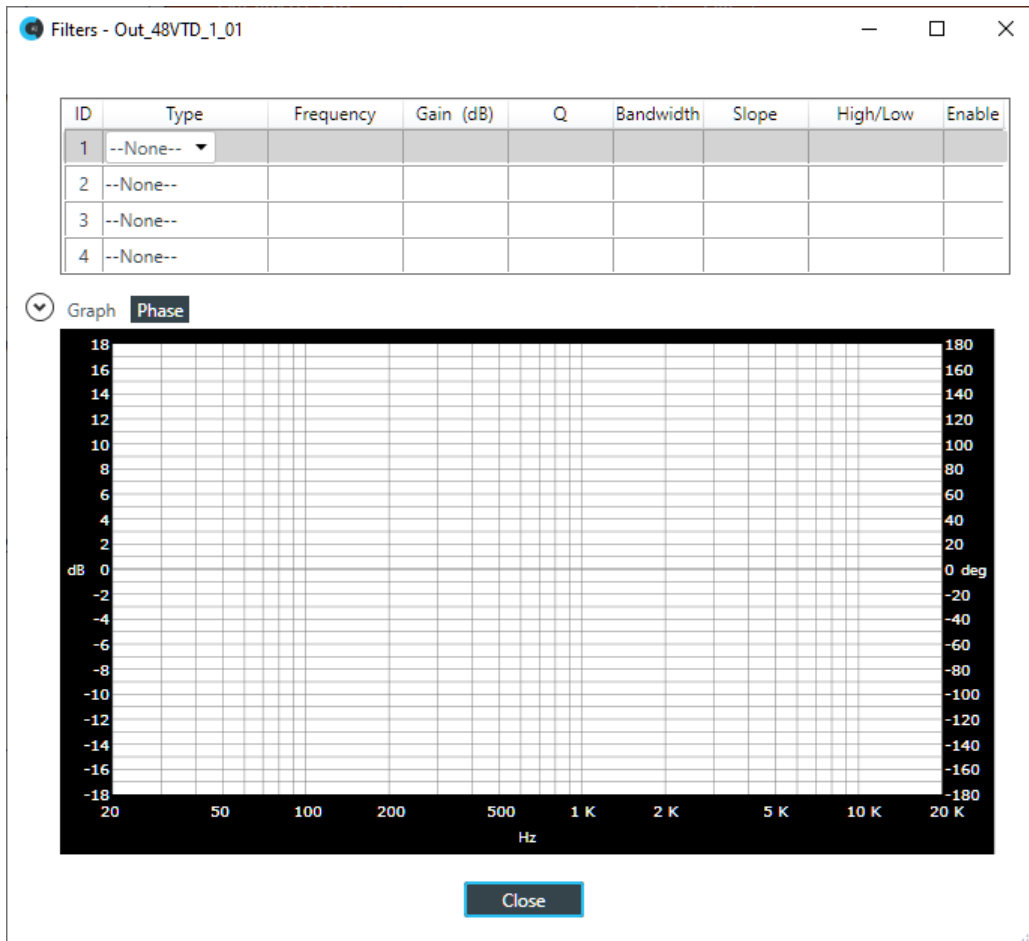 Filters - Out_48VTD_1_01
ID Type Frequency Gain (dB) Q Bandwidth Slope High/Low Enable
1 --None--
2 --None--
3 --None--
4 --None--
Graph Phase
18 180
16 160
14 140
12 120
10 100
8 80
6 60
4 40
2 20
dB 0 0 deg
-2 -20
-4 -40
-6 -60
-8 -80
-10 -100
-12 -120
-14 -140
-16 -160
-18 -180
20 50 100 200 500 1 K 2 K 5 K 10 K 20 K
Hz
Close